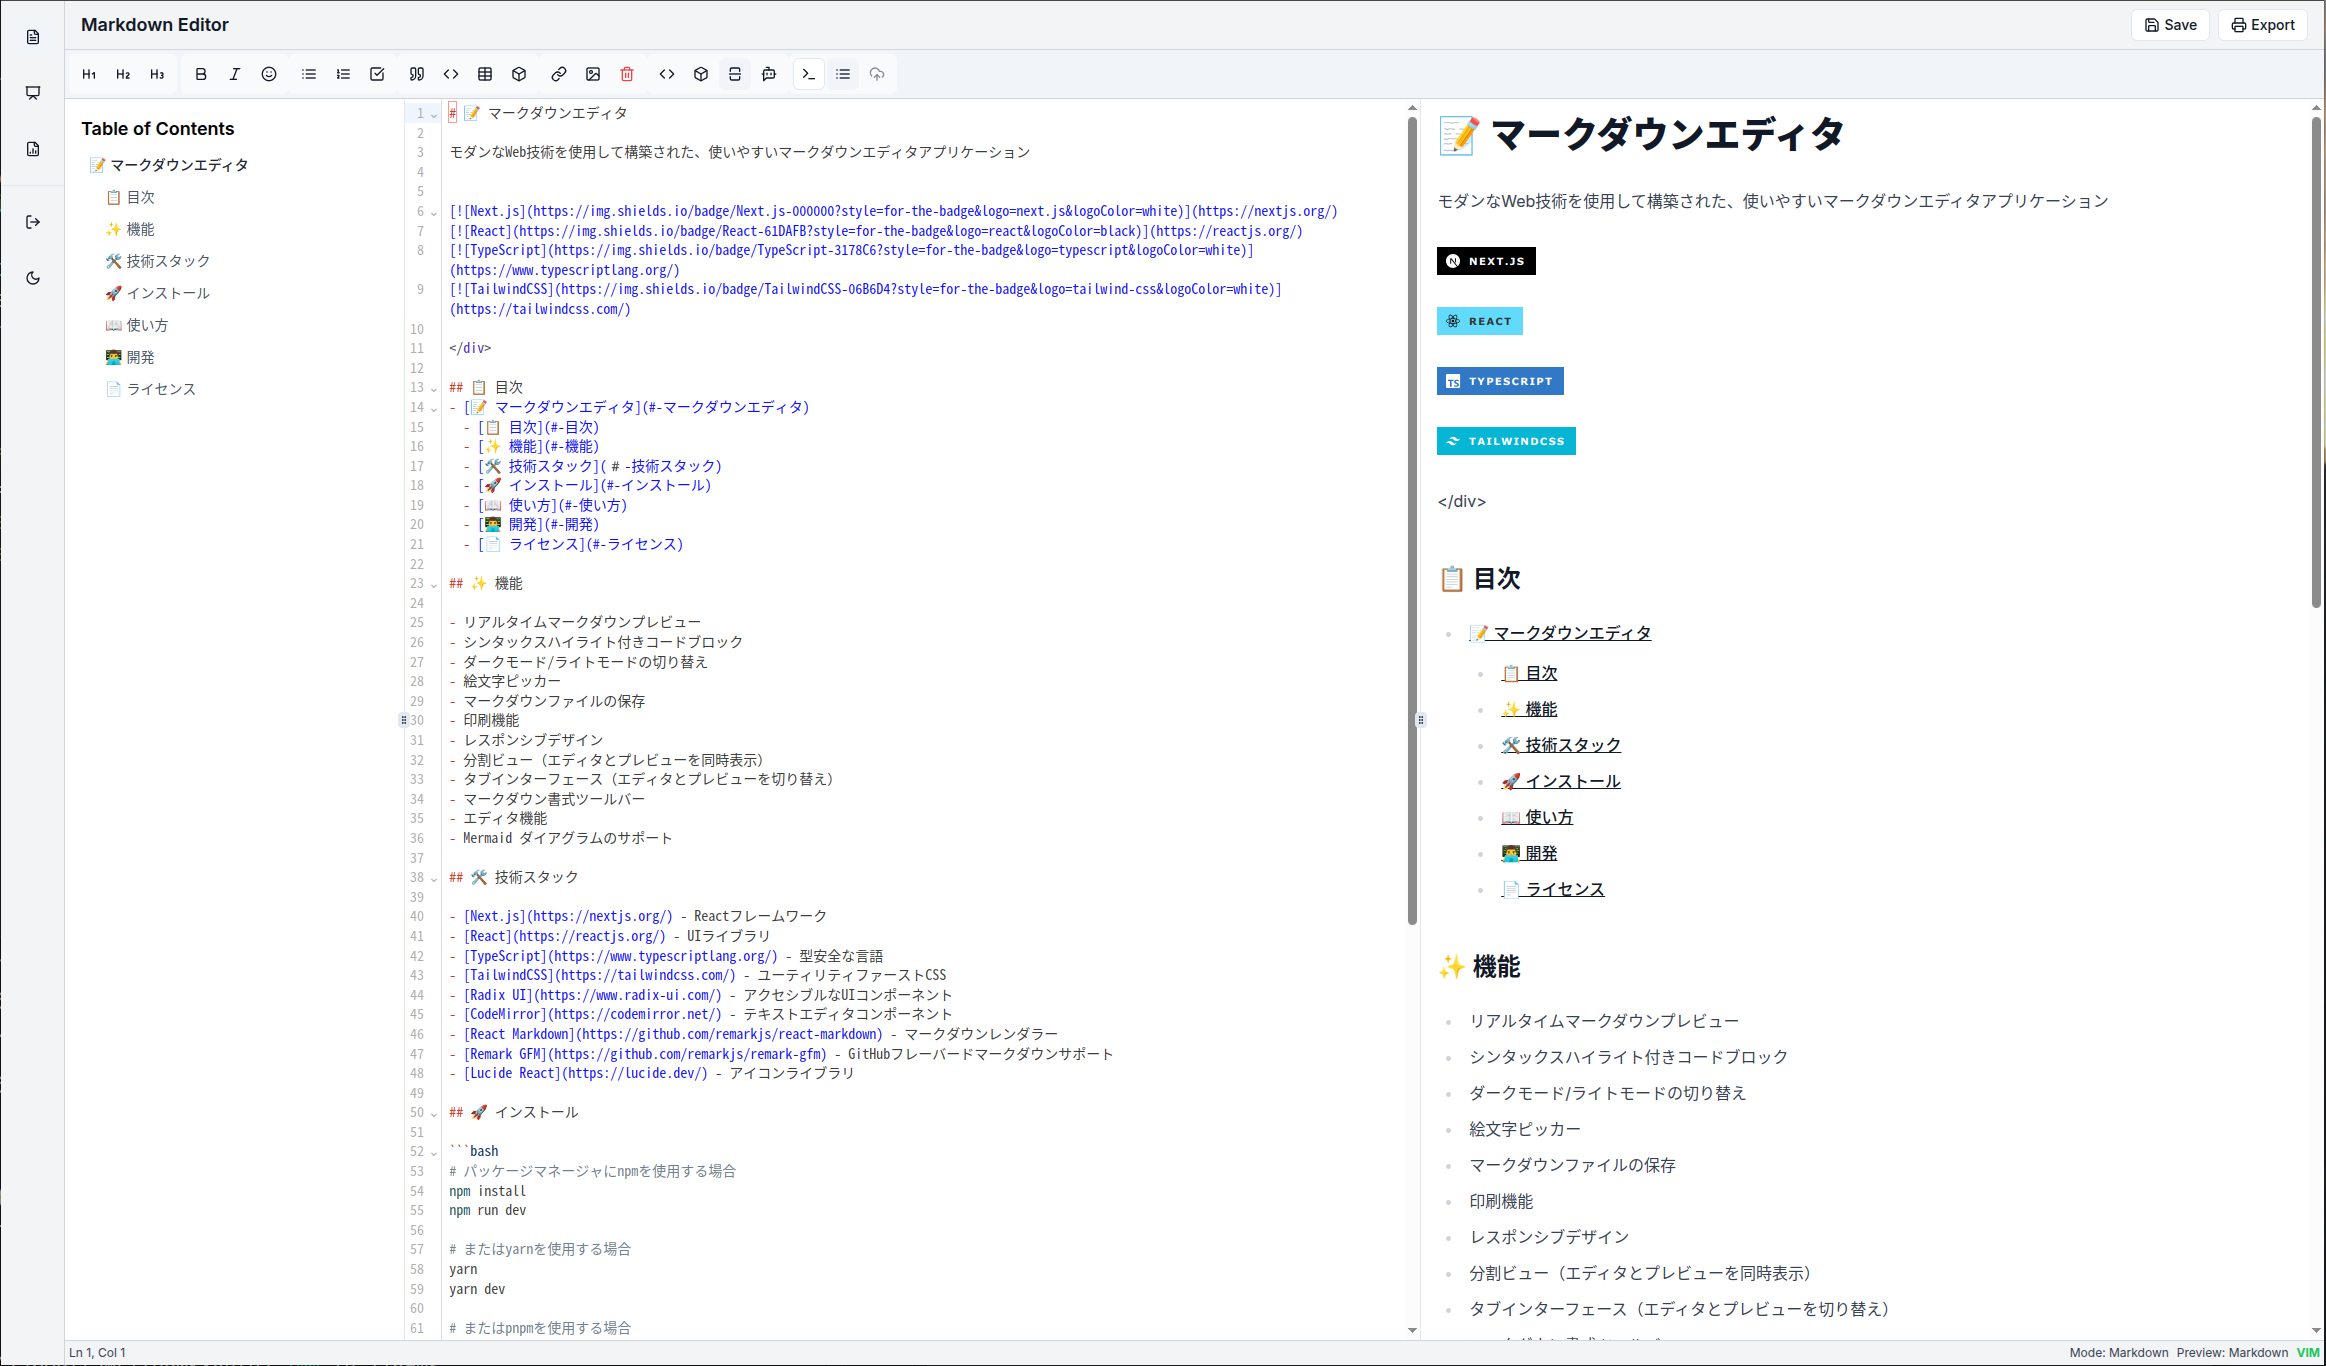 Markdown Editor
Save
Export
H1 H2 H3
Table of Contents
📝 マークダウンエディタ
📋 目次
✨ 機能
🛠️ 技術スタック
🚀 インストール
📖 使い方
👨‍💻 開発
📄 ライセンス
1 # 📝 マークダウンエディタ
2
3 モダンなWeb技術を使用して構築された、使いやすいマークダウンエディタアプリケーション
4
5
6 [![Next.js](https://img.shields.io/badge/Next.js-000000?style=for-the-badge&logo=next.js&logoColor=white)](https://nextjs.org/)
7 [![React](https://img.shields.io/badge/React-61DAFB?style=for-the-badge&logo=react&logoColor=black)](https://reactjs.org/)
8 [![TypeScript](https://img.shields.io/badge/TypeScript-3178C6?style=for-the-badge&logo=typescript&logoColor=white)]
(https://www.typescriptlang.org/)
9 [![TailwindCSS](https://img.shields.io/badge/TailwindCSS-06B6D4?style=for-the-badge&logo=tailwind-css&logoColor=white)]
(https://tailwindcss.com/)
10
11 </div>
12
13 ## 📋 目次
14 - [📝 マークダウンエディタ](#-マークダウンエディタ)
15 - [📋 目次](#-目次)
16 - [✨ 機能](#-機能)
17 - [🛠️ 技術スタック](#-技術スタック)
18 - [🚀 インストール](#-インストール)
19 - [📖 使い方](#-使い方)
20 - [👨‍💻 開発](#-開発)
21 - [📄 ライセンス](#-ライセンス)
22
23 ## ✨ 機能
24
25 - リアルタイムマークダウンプレビュー
26 - シンタックスハイライト付きコードブロック
27 - ダークモード/ライトモードの切り替え
28 - 絵文字ピッカー
29 - マークダウンファイルの保存
30 - 印刷機能
31 - レスポンシブデザイン
32 - 分割ビュー（エディタとプレビューを同時表示）
33 - タブインターフェース（エディタとプレビューを切り替え）
34 - マークダウン書式ツールバー
35 - エディタ機能
36 - Mermaid ダイアグラムのサポート
37
38 ## 🛠️ 技術スタック
39
40 - [Next.js](https://nextjs.org/) - Reactフレームワーク
41 - [React](https://reactjs.org/) - UIライブラリ
42 - [TypeScript](https://www.typescriptlang.org/) - 型安全な言語
43 - [TailwindCSS](https://tailwindcss.com/) - ユーティリティファーストCSS
44 - [Radix UI](https://www.radix-ui.com/) - アクセシブルなUIコンポーネント
45 - [CodeMirror](https://codemirror.net/) - テキストエディタコンポーネント
46 - [React Markdown](https://github.com/remarkjs/react-markdown) - マークダウンレンダラー
47 - [Remark GFM](https://github.com/remarkjs/remark-gfm) - GitHubフレーバードマークダウンサポート
48 - [Lucide React](https://lucide.dev/) - アイコンライブラリ
49
50 ## 🚀 インストール
51
52 ```bash
53 # パッケージマネージャにnpmを使用する場合
54 npm install
55 npm run dev
56
57 # またはyarnを使用する場合
58 yarn
59 yarn dev
60
61 # またはpnpmを使用する場合
📝 マークダウンエディタ
モダンなWeb技術を使用して構築された、使いやすいマークダウンエディタアプリケーション
NEXT.JS
REACT
TS TYPESCRIPT
TAILWINDCSS
</div>
📋 目次
📝 マークダウンエディタ
📋 目次
✨ 機能
🛠️ 技術スタック
🚀 インストール
📖 使い方
👨‍💻 開発
📄 ライセンス
✨ 機能
リアルタイムマークダウンプレビュー
シンタックスハイライト付きコードブロック
ダークモード/ライトモードの切り替え
絵文字ピッカー
マークダウンファイルの保存
印刷機能
レスポンシブデザイン
分割ビュー（エディタとプレビューを同時表示）
タブインターフェース（エディタとプレビューを切り替え）
Ln 1, Col 1
Mode: Markdown Preview: Markdown VIM